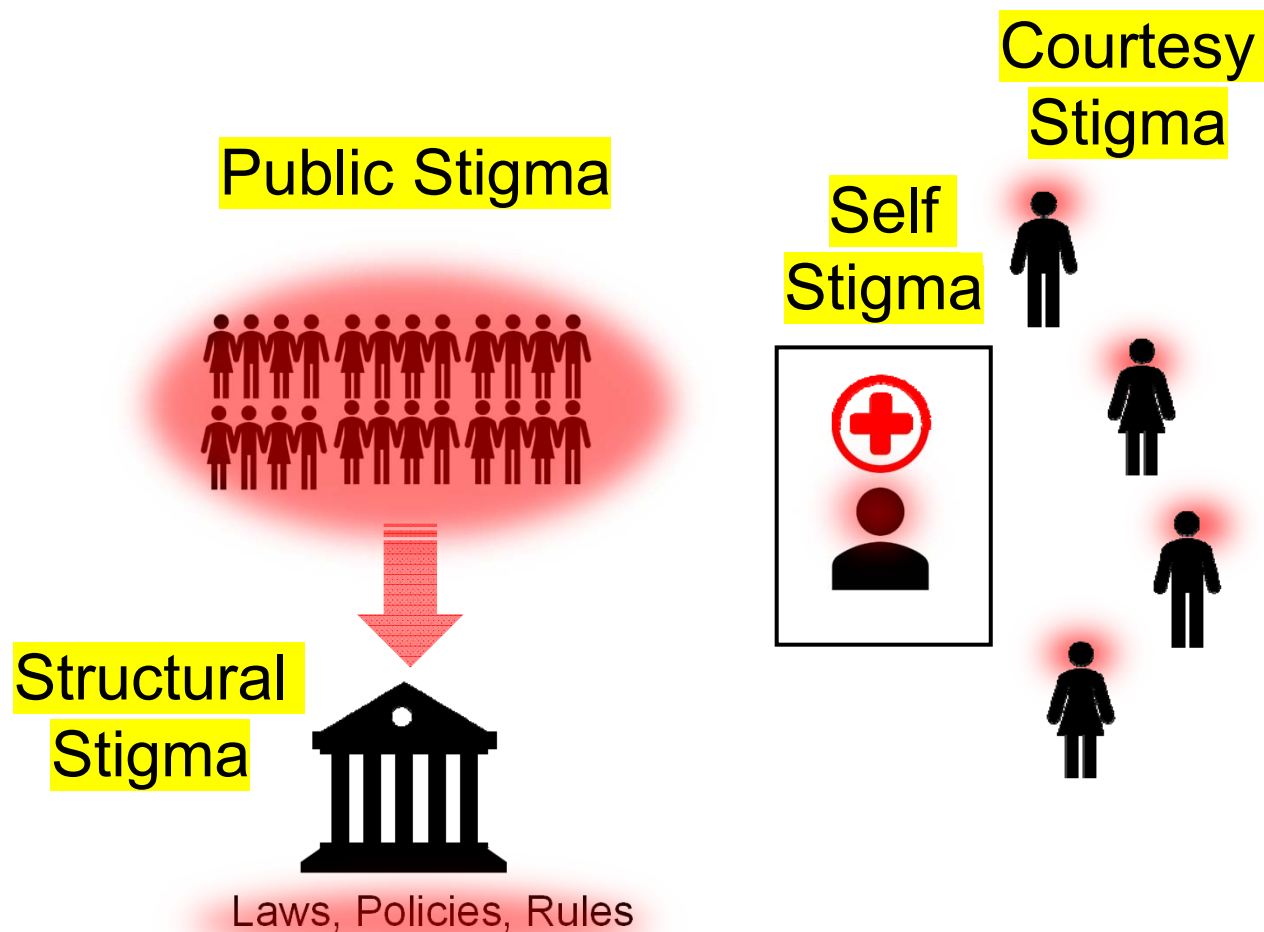 Public Stigma
Structural
Stigma
Laws, Policies, Rules
Self
Stigma
Courtesy
Stigma